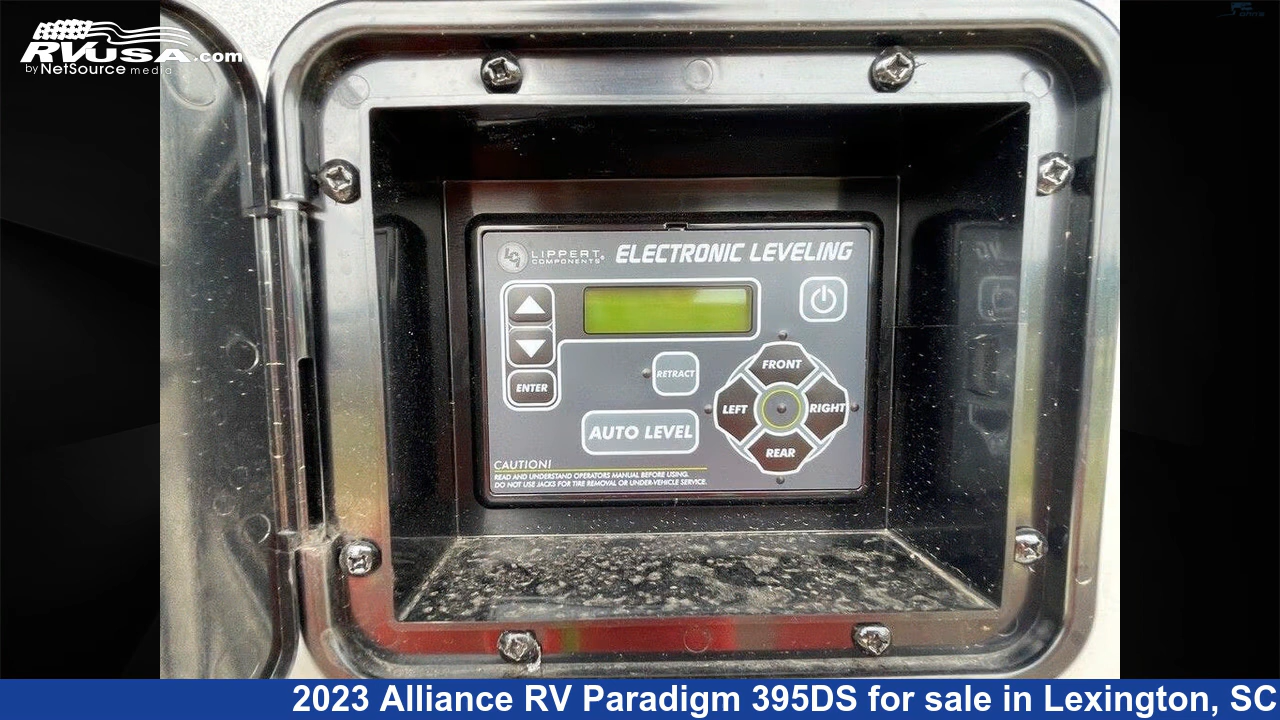 RVUSA.com
by NetSource media
LCI LIPPERT COMPONENTS® ELECTRONIC LEVELING
ENTER
RETRACT
AUTO LEVEL
FRONT
LEFT
RIGHT
REAR
CAUTION!
READ AND UNDERSTAND OPERATORS MANUAL BEFORE USING.
DO NOT USE JACKS FOR TIRE REMOVAL OR UNDER-VEHICLE SERVICE.
2023 Alliance RV Paradigm 395DS for sale in Lexington, SC